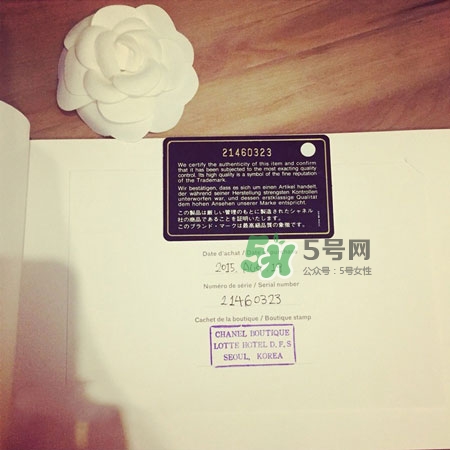 21460323
We certify the authenticity of this item and confirm
that it has been subjected to the most exacting quality
control. Its high quality is a symbol of the fine reputation
of the Trademark.
Wir bestätigen, dass es sich um einen Artikel handelt,
der während seiner Herstellung strengsten Kontrollen
unterworfen war, und dessen erstklassige Qualität
dem hohen Ansehen unserer Marke entspricht.
この製品は厳しい管理のもとに製造されたシャネル
社の商品であることを証明いたします。
このブランド・マークは最高級品質の象徴です。
5号网
公众号:5号女性
Date d'achat /
2015.
Numéro de série / Serial number
21460323
Cachet de la boutique / Boutique stamp
CHANEL BOUTIQUE
LOTTE HOTEL D.F.S
SEOUL, KOREA